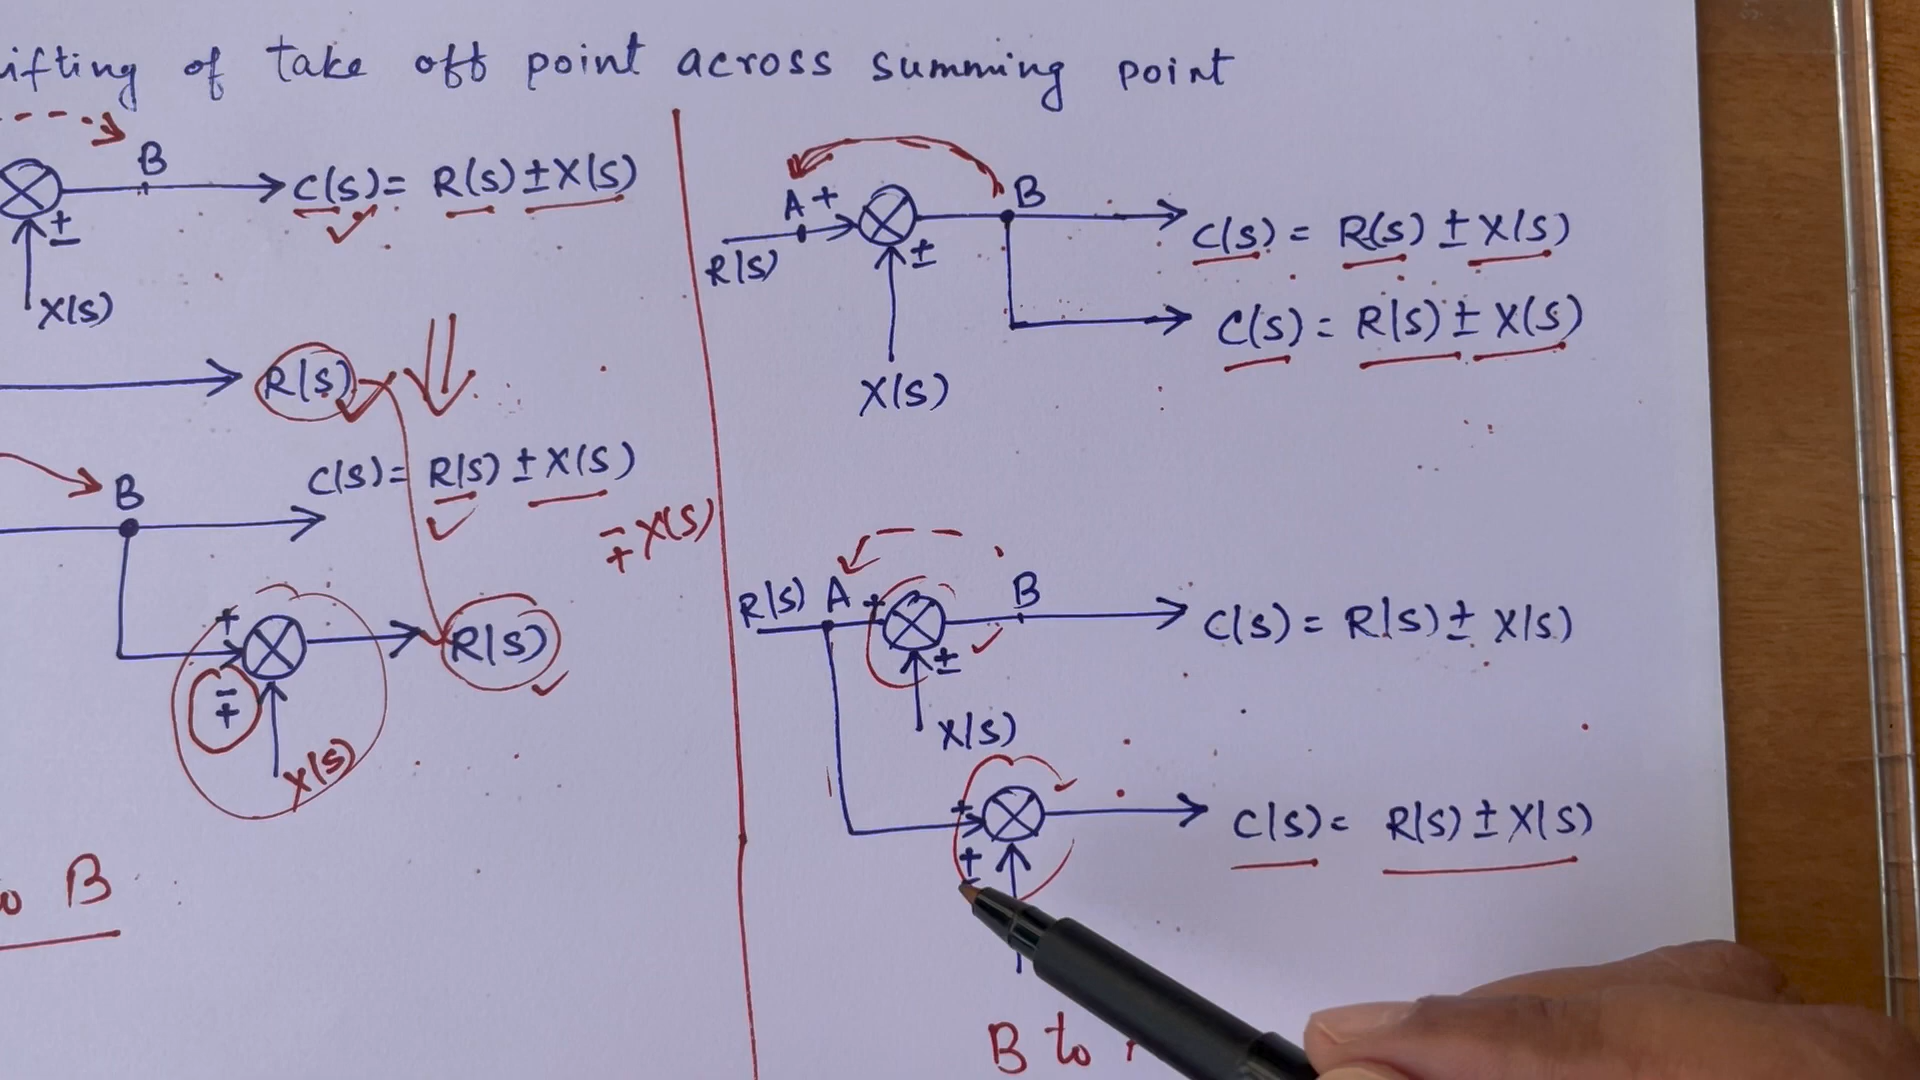 ifting of take off point across summing point
B
C(s) = R(s) ± X(s)
±
X(s)
R(s)
B
C(s) = R(s) ± X(s)
∓ X(s)
+
∓
R(s)
X(s)
o B
A +
B
R(s)
±
X(s)
C(s) = R(s) ± X(s)
C(s) = R(s) ± X(s)
R(s) A +
B
±
X(s)
C(s) = R(s) ± X(s)
+
±
C(s) = R(s) ± X(s)
B to